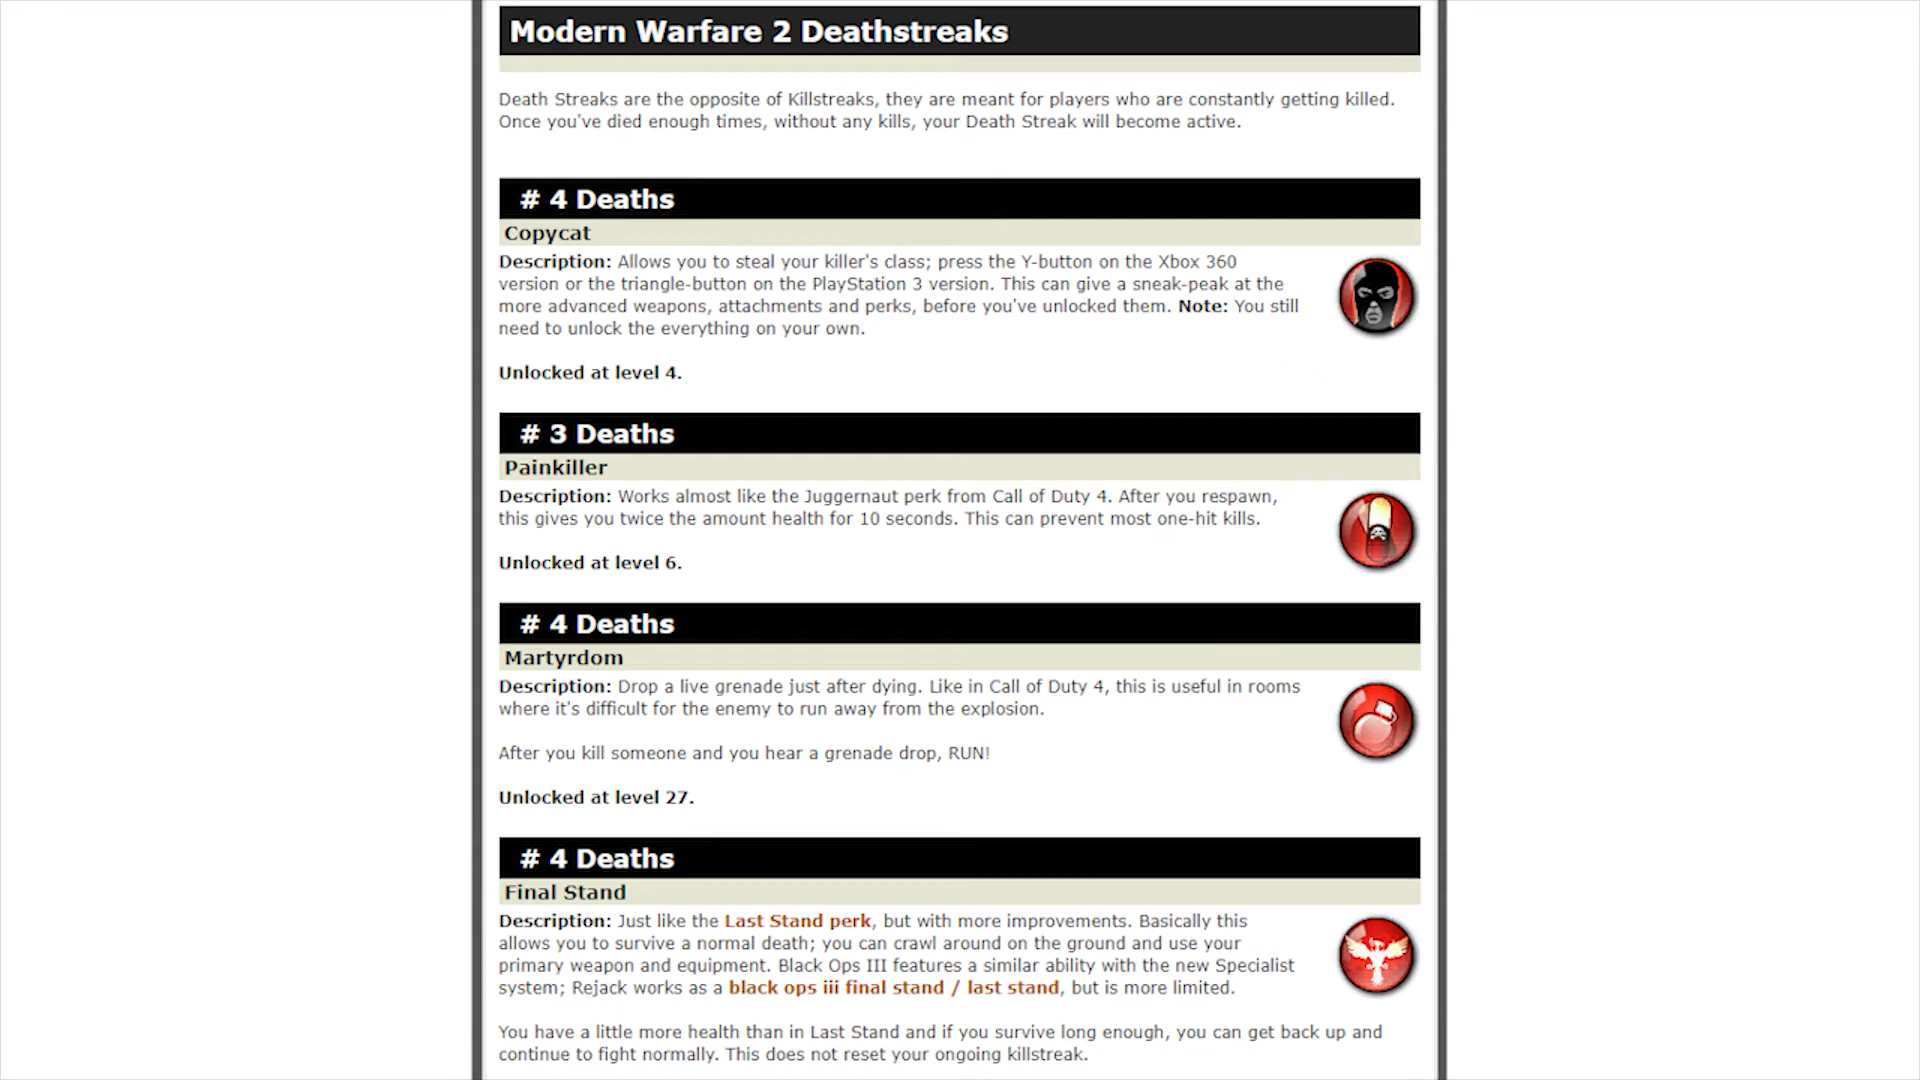 Modern Warfare 2 Deathstreaks
Death Streaks are the opposite of Killstreaks, they are meant for players who are constantly getting killed.
Once you've died enough times, without any kills, your Death Streak will become active.
# 4 Deaths
Copycat
Description: Allows you to steal your killer's class; press the Y-button on the Xbox 360
version or the triangle-button on the PlayStation 3 version. This can give a sneak-peak at the
more advanced weapons, attachments and perks, before you've unlocked them. Note: You still
need to unlock the everything on your own.
Unlocked at level 4.
# 3 Deaths
Painkiller
Description: Works almost like the Juggernaut perk from Call of Duty 4. After you respawn,
this gives you twice the amount health for 10 seconds. This can prevent most one-hit kills.
Unlocked at level 6.
# 4 Deaths
Martyrdom
Description: Drop a live grenade just after dying. Like in Call of Duty 4, this is useful in rooms
where it's difficult for the enemy to run away from the explosion.
After you kill someone and you hear a grenade drop, RUN!
Unlocked at level 27.
# 4 Deaths
Final Stand
Description: Just like the Last Stand perk, but with more improvements. Basically this
allows you to survive a normal death; you can crawl around on the ground and use your
primary weapon and equipment. Black Ops III features a similar ability with the new Specialist
system; Rejack works as a black ops iii final stand / last stand, but is more limited.
You have a little more health than in Last Stand and if you survive long enough, you can get back up and
continue to fight normally. This does not reset your ongoing killstreak.